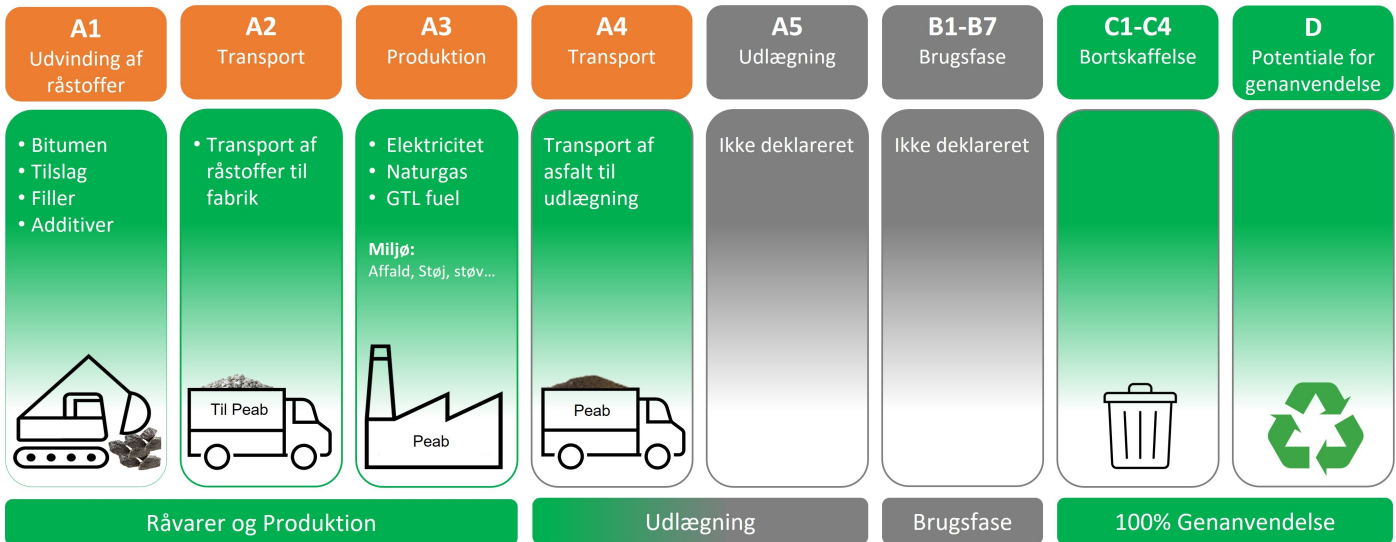 A1
Udvinding af
råstoffer
A2
Transport
A3
Produktion
A4
Transport
A5
Udlægning
B1-B7
Brugsfase
C1-C4
Bortskaffelse
D
Potentiale for
genanvendelse
• Bitumen
• Tilslag
• Filler
• Additiver
• Transport af
råstoffer til
fabrik
• Elektricitet
• Naturgas
• GTL fuel
Miljø:
Affald, Støj, støv...
Transport af
asfalt til
udlægning
Ikke deklareret
Ikke deklareret
Til Peab
Peab
Peab
Råvarer og Produktion
Udlægning
Brugsfase
100% Genanvendelse